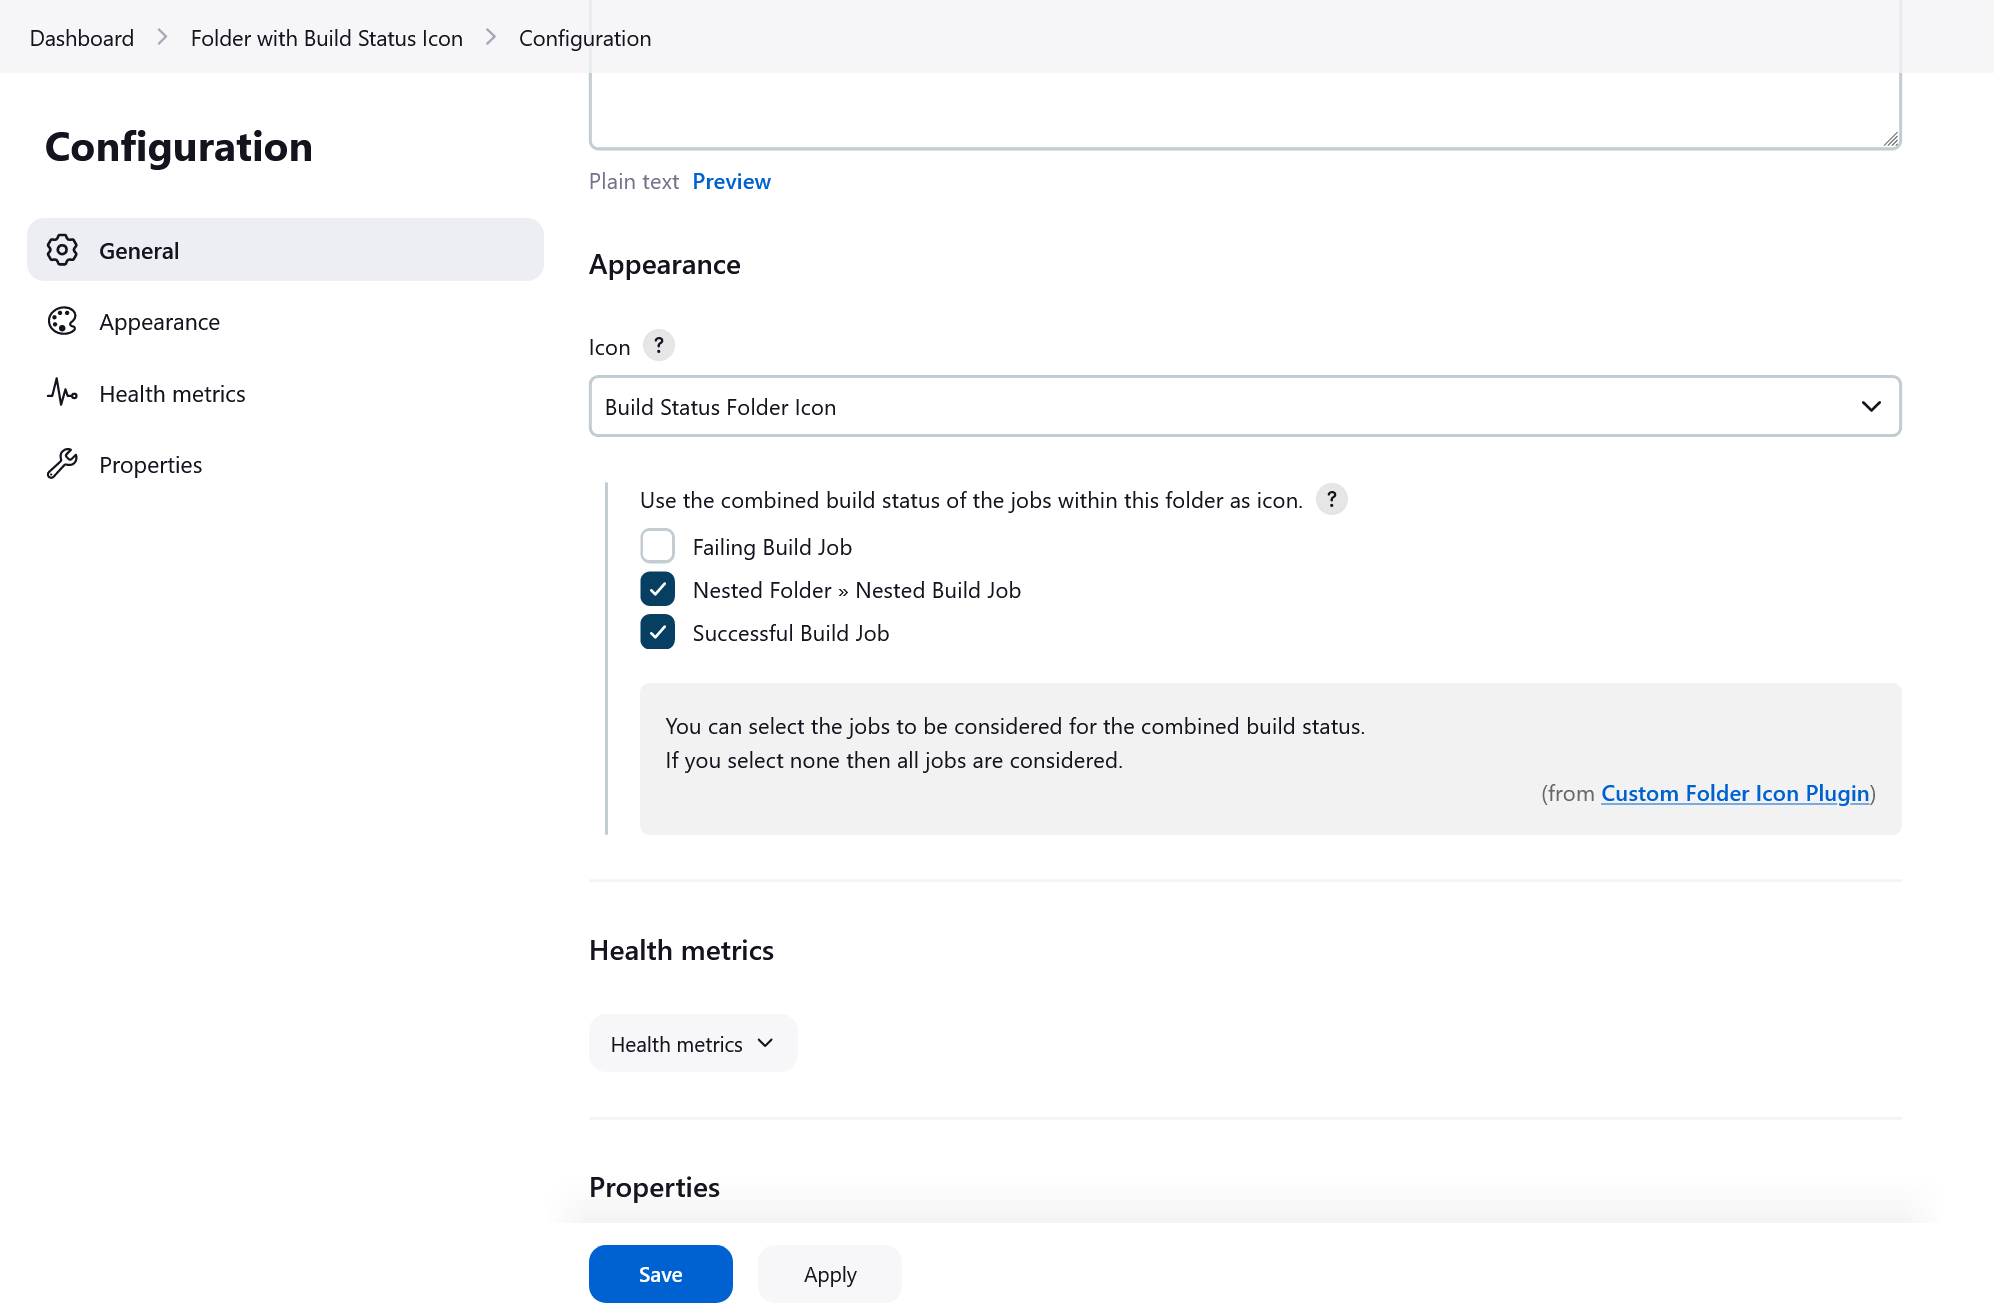 Dashboard > Folder with Build Status Icon > Configuration
Configuration
General
Appearance
Health metrics
Properties
Plain text Preview
Appearance
Icon ?
Build Status Folder Icon
Use the combined build status of the jobs within this folder as icon. ?
Failing Build Job
Nested Folder » Nested Build Job
Successful Build Job
You can select the jobs to be considered for the combined build status.
If you select none then all jobs are considered.
(from Custom Folder Icon Plugin)
Health metrics
Health metrics
Properties
Save Apply